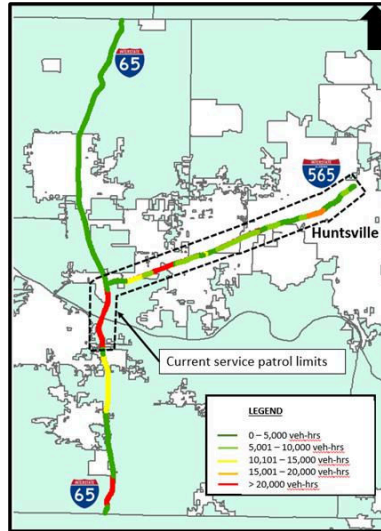 INTERSTATE
65
INTERSTATE
565
Huntsville
Current service patrol limits
LEGEND
0 – 5,000 veh-hrs
5,001 – 10,000 veh-hrs
10,101 – 15,000 veh-hrs
15,001 – 20,000 veh-hrs
> 20,000 veh-hrs
INTERSTATE
65